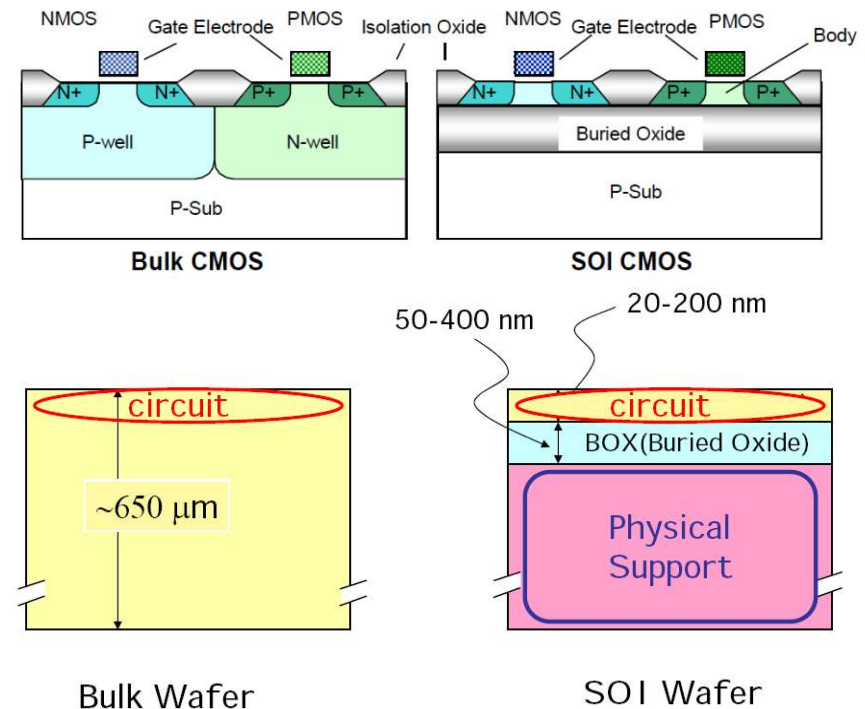 NMOS
Gate Electrode
PMOS
Isolation Oxide
NMOS
Gate Electrode
PMOS
Body
N+
N+
P+
P+
N+
N+
P+
P+
P-well
N-well
Buried Oxide
P-Sub
P-Sub
Bulk CMOS
SOI CMOS
50-400 nm
20-200 nm
circuit
circuit
BOX(Buried Oxide)
~650 μm
Physical
Support
Bulk Wafer
SOI Wafer